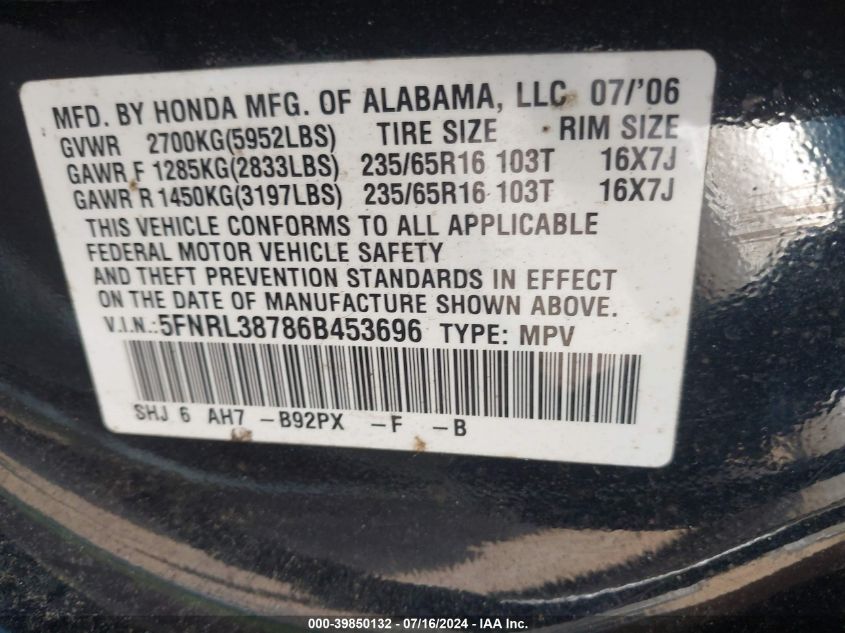 MFD. BY HONDA MFG. OF ALABAMA, LLC 07/'06
GVWR 2700KG(5952LBS) TIRE SIZE RIM SIZE
GAWR F 1285KG(2833LBS) 235/65R16 103T 16X7J
GAWR R 1450KG(3197LBS) 235/65R16 103T 16X7J
THIS VEHICLE CONFORMS TO ALL APPLICABLE
FEDERAL MOTOR VEHICLE SAFETY
AND THEFT PREVENTION STANDARDS IN EFFECT
ON THE DATE OF MANUFACTURE SHOWN ABOVE.
V.I.N.:5FNRL38786B453696 TYPE: MPV
SHJ 6 AH7 -B92PX -F -B
000-39850132 - 07/16/2024 - IAA Inc.